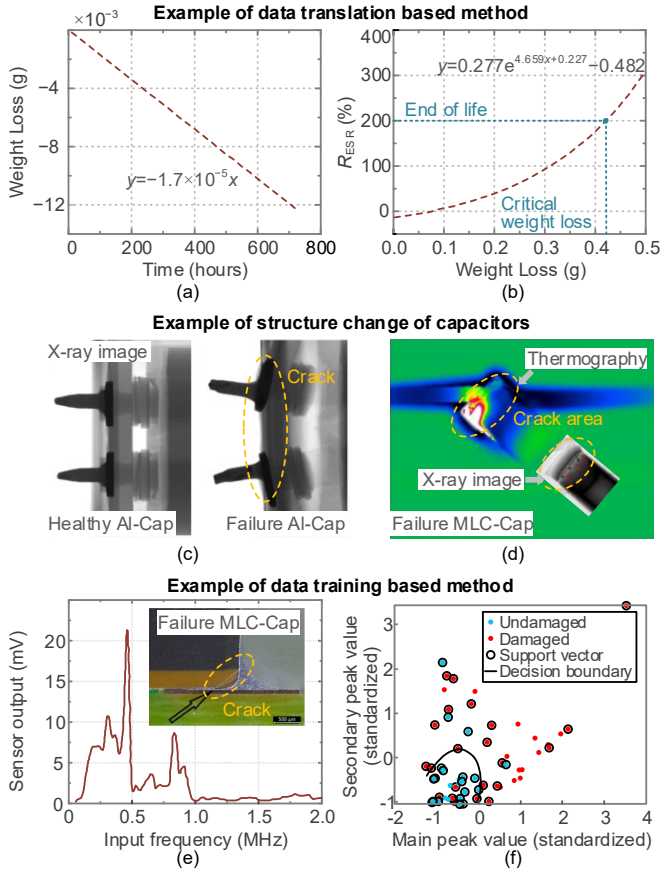 Example of data translation based method
×10⁻³
−4
−8
−12
0
200
400
600
800
Weight Loss (g)
y=−1.7×10⁻⁵x
Time (hours)
(a)
y=0.277e^4.659x+0.227−0.482
400
300
200
100
0
R_ESR (%)
End of life
Critical
weight loss
0.0
0.1
0.2
0.3
0.4
0.5
Weight Loss (g)
(b)
Example of structure change of capacitors
X-ray image
Crack
Healthy Al-Cap
Failure Al-Cap
(c)
Thermography
Crack area
X-ray image
Failure MLC-Cap
(d)
Example of data training based method
20
15
10
5
0
Sensor output (mV)
Failure MLC-Cap
Crack
500 μm
0
0.4
0.8
1.2
1.6
2.0
Input frequency (MHz)
(e)
Secondary peak value
(standardized)
3
2
1
0
-1
Undamaged
Damaged
Support vector
Decision boundary
-2
-1
0
1
2
3
4
Main peak value (standardized)
(f)